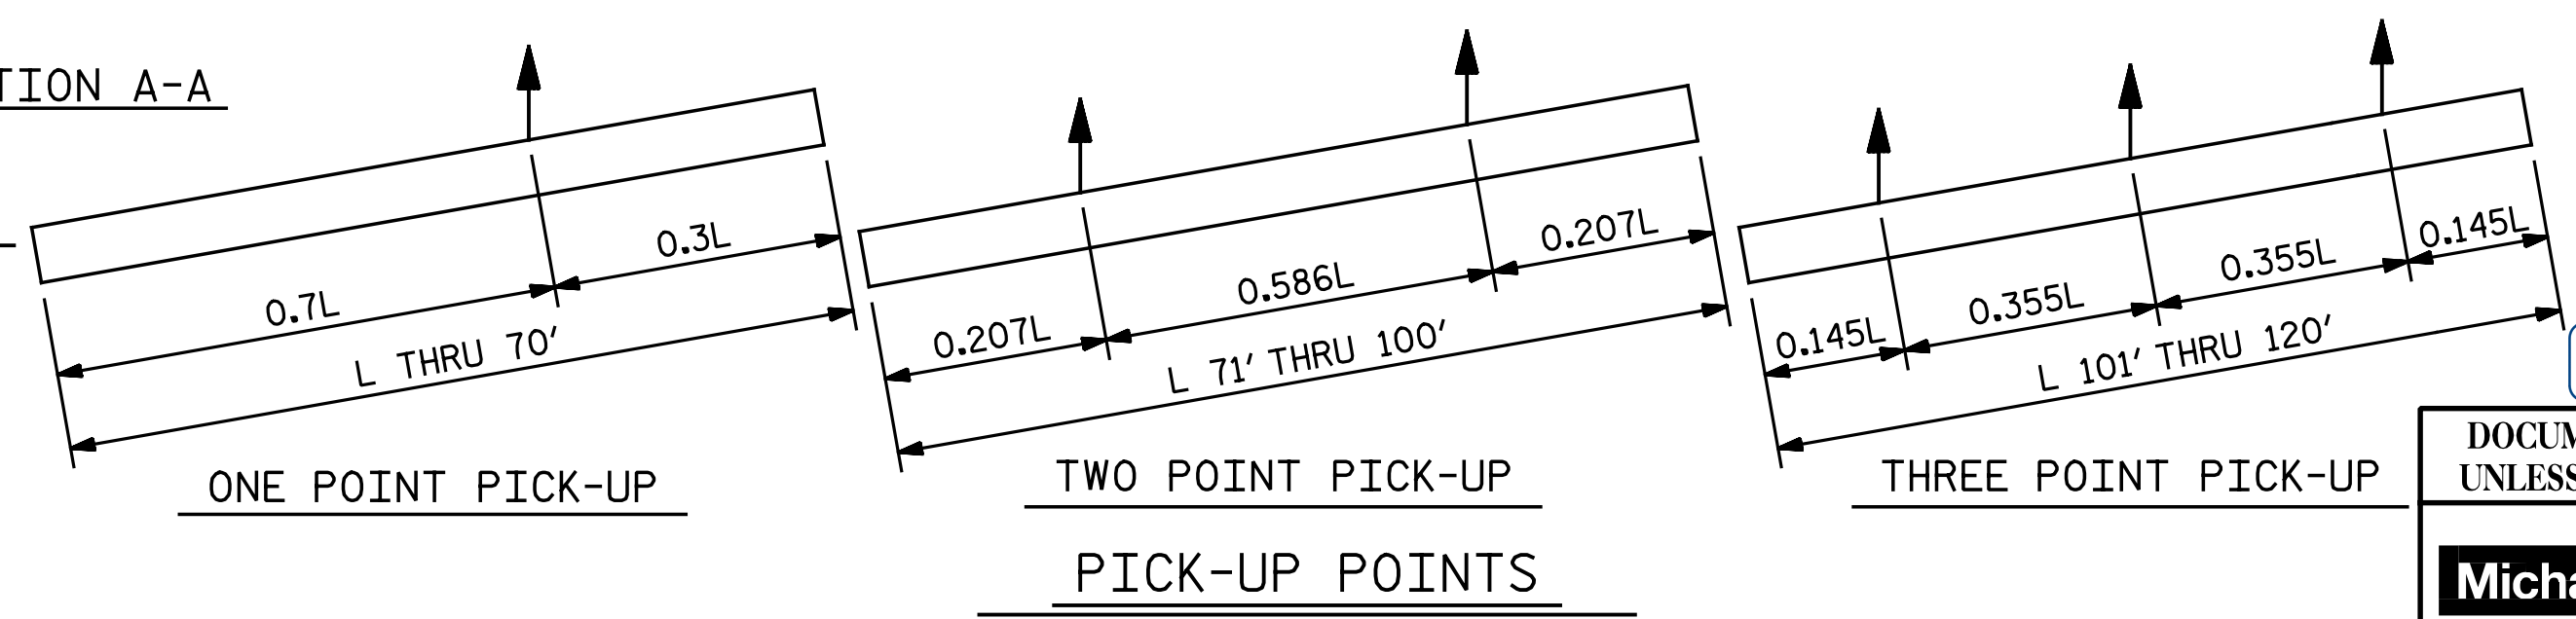 TION A-A
0.7L
0.3L
L THRU 70'
ONE POINT PICK-UP
0.207L
0.586L
0.207L
L 71' THRU 100'
TWO POINT PICK-UP
0.145L
0.355L
0.355L
0.145L
L 101' THRU 120'
THREE POINT PICK-UP
PICK-UP POINTS
DOCUM
UNLESS
Micha